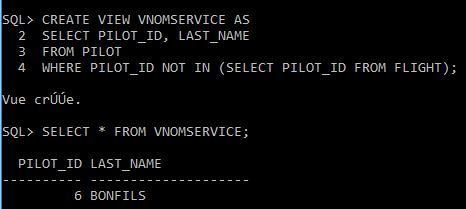 SQL> CREATE VIEW VNOMSERVICE AS
  2  SELECT PILOT_ID, LAST_NAME
  3  FROM PILOT
  4  WHERE PILOT_ID NOT IN (SELECT PILOT_ID FROM FLIGHT);
Vue crÚÚe.
SQL> SELECT * FROM VNOMSERVICE;
  PILOT_ID LAST_NAME
---------- --------------------
         6 BONFILS